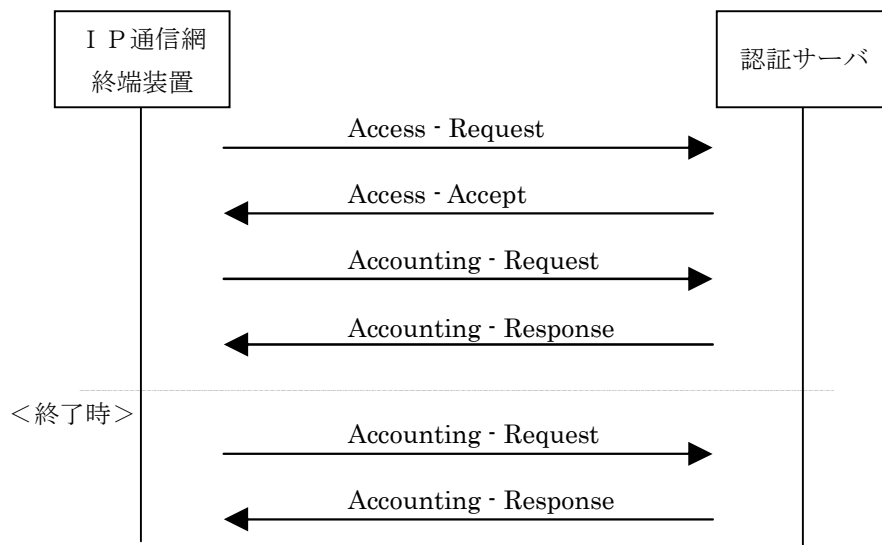 ＩＰ通信網
終端装置
認証サーバ
Access - Request
Access - Accept
Accounting - Request
Accounting - Response
＜終了時＞
Accounting - Request
Accounting - Response